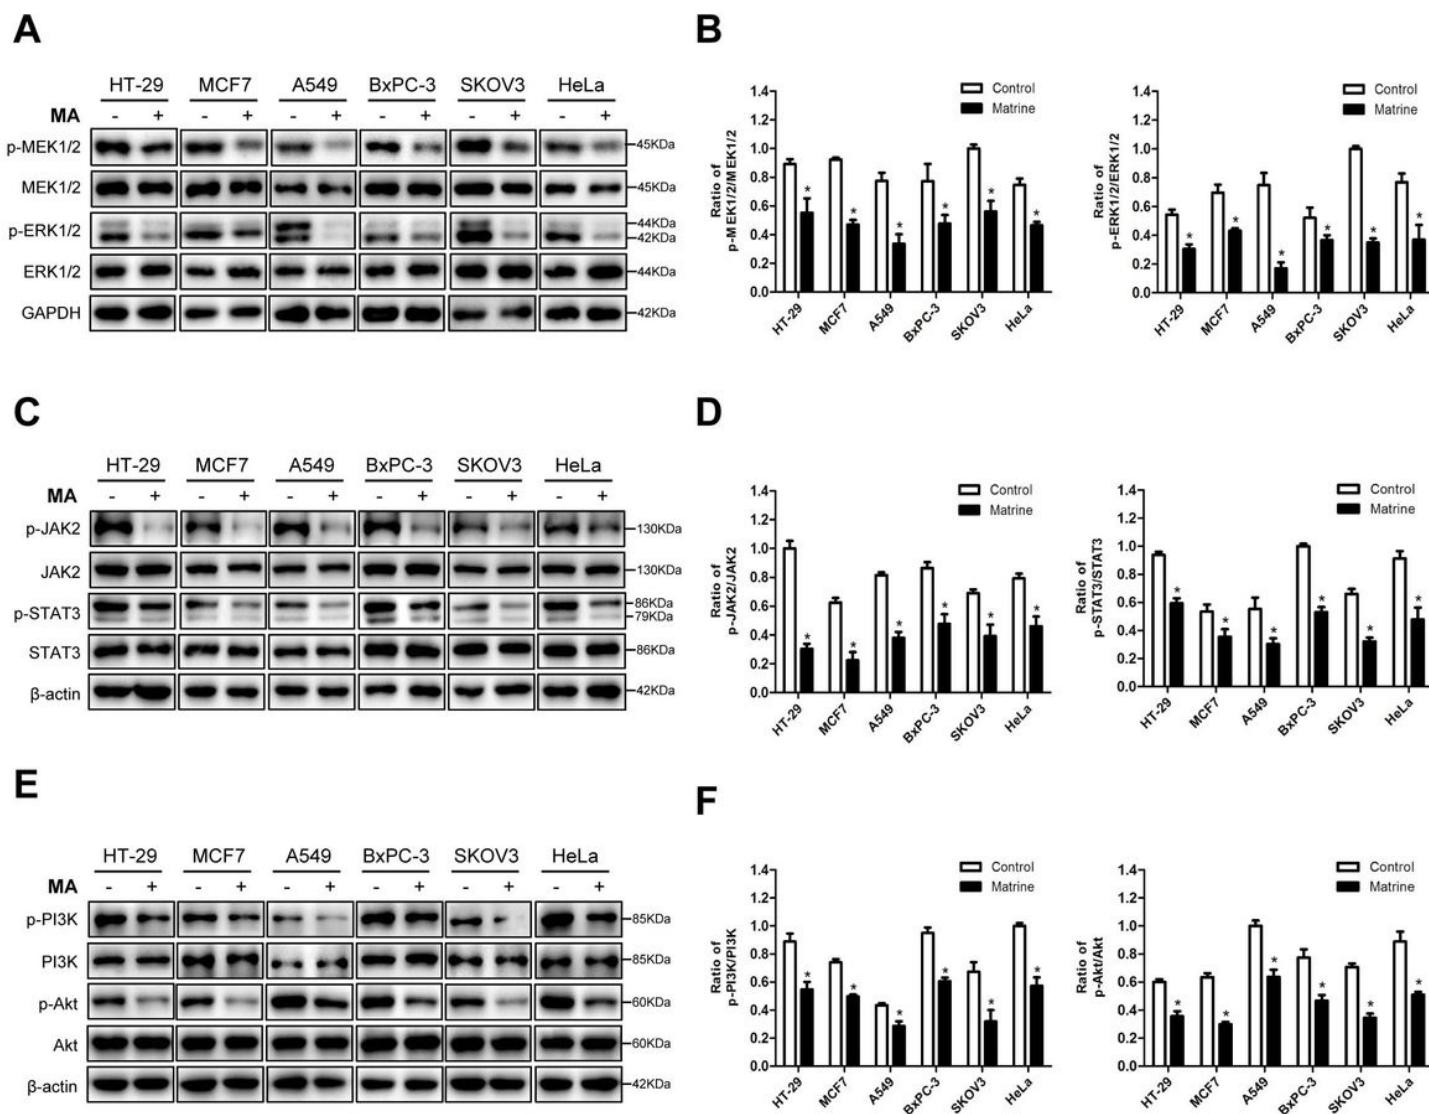 A
HT-29 MCF7 A549 BxPC-3 SKOV3 HeLa
MA - + - + - + - + - + - +
p-MEK1/2 45KDa
MEK1/2 45KDa
p-ERK1/2 44KDa
42KDa
ERK1/2 44KDa
GAPDH 42KDa
B
Control
Matrine
Ratio of
p-MEK1/2/MEK1/2
1.4
1.2
1.0
0.8
0.6
0.4
0.2
0.0
* * * * * *
HT-29 MCF7 A549 BxPC-3 SKOV3 HeLa
Control
Matrine
Ratio of
p-ERK1/2/ERK1/2
1.4
1.2
1.0
0.8
0.6
0.4
0.2
0.0
* * * * * *
HT-29 MCF7 A549 BxPC-3 SKOV3 HeLa
C
HT-29 MCF7 A549 BxPC-3 SKOV3 HeLa
MA - + - + - + - + - + - +
p-JAK2 130KDa
JAK2 130KDa
p-STAT3 86KDa
79KDa
STAT3 86KDa
β-actin 42KDa
D
Control
Matrine
Ratio of
p-JAK2/JAK2
1.4
1.2
1.0
0.8
0.6
0.4
0.2
0.0
* * * * * *
HT-29 MCF7 A549 BxPC-3 SKOV3 HeLa
Control
Matrine
Ratio of
p-STAT3/STAT3
1.4
1.2
1.0
0.8
0.6
0.4
0.2
0.0
* * * * * *
HT-29 MCF7 A549 BxPC-3 SKOV3 HeLa
E
HT-29 MCF7 A549 BxPC-3 SKOV3 HeLa
MA - + - + - + - + - + - +
p-PI3K 85KDa
PI3K 85KDa
p-Akt 60KDa
Akt 60KDa
β-actin 42KDa
F
Control
Matrine
Ratio of
p-PI3K/PI3K
1.4
1.2
1.0
0.8
0.6
0.4
0.2
0.0
* * * * * *
HT-29 MCF7 A549 BxPC-3 SKOV3 HeLa
Control
Matrine
Ratio of
p-Akt/Akt
1.4
1.2
1.0
0.8
0.6
0.4
0.2
0.0
* * * * * *
HT-29 MCF7 A549 BxPC-3 SKOV3 HeLa